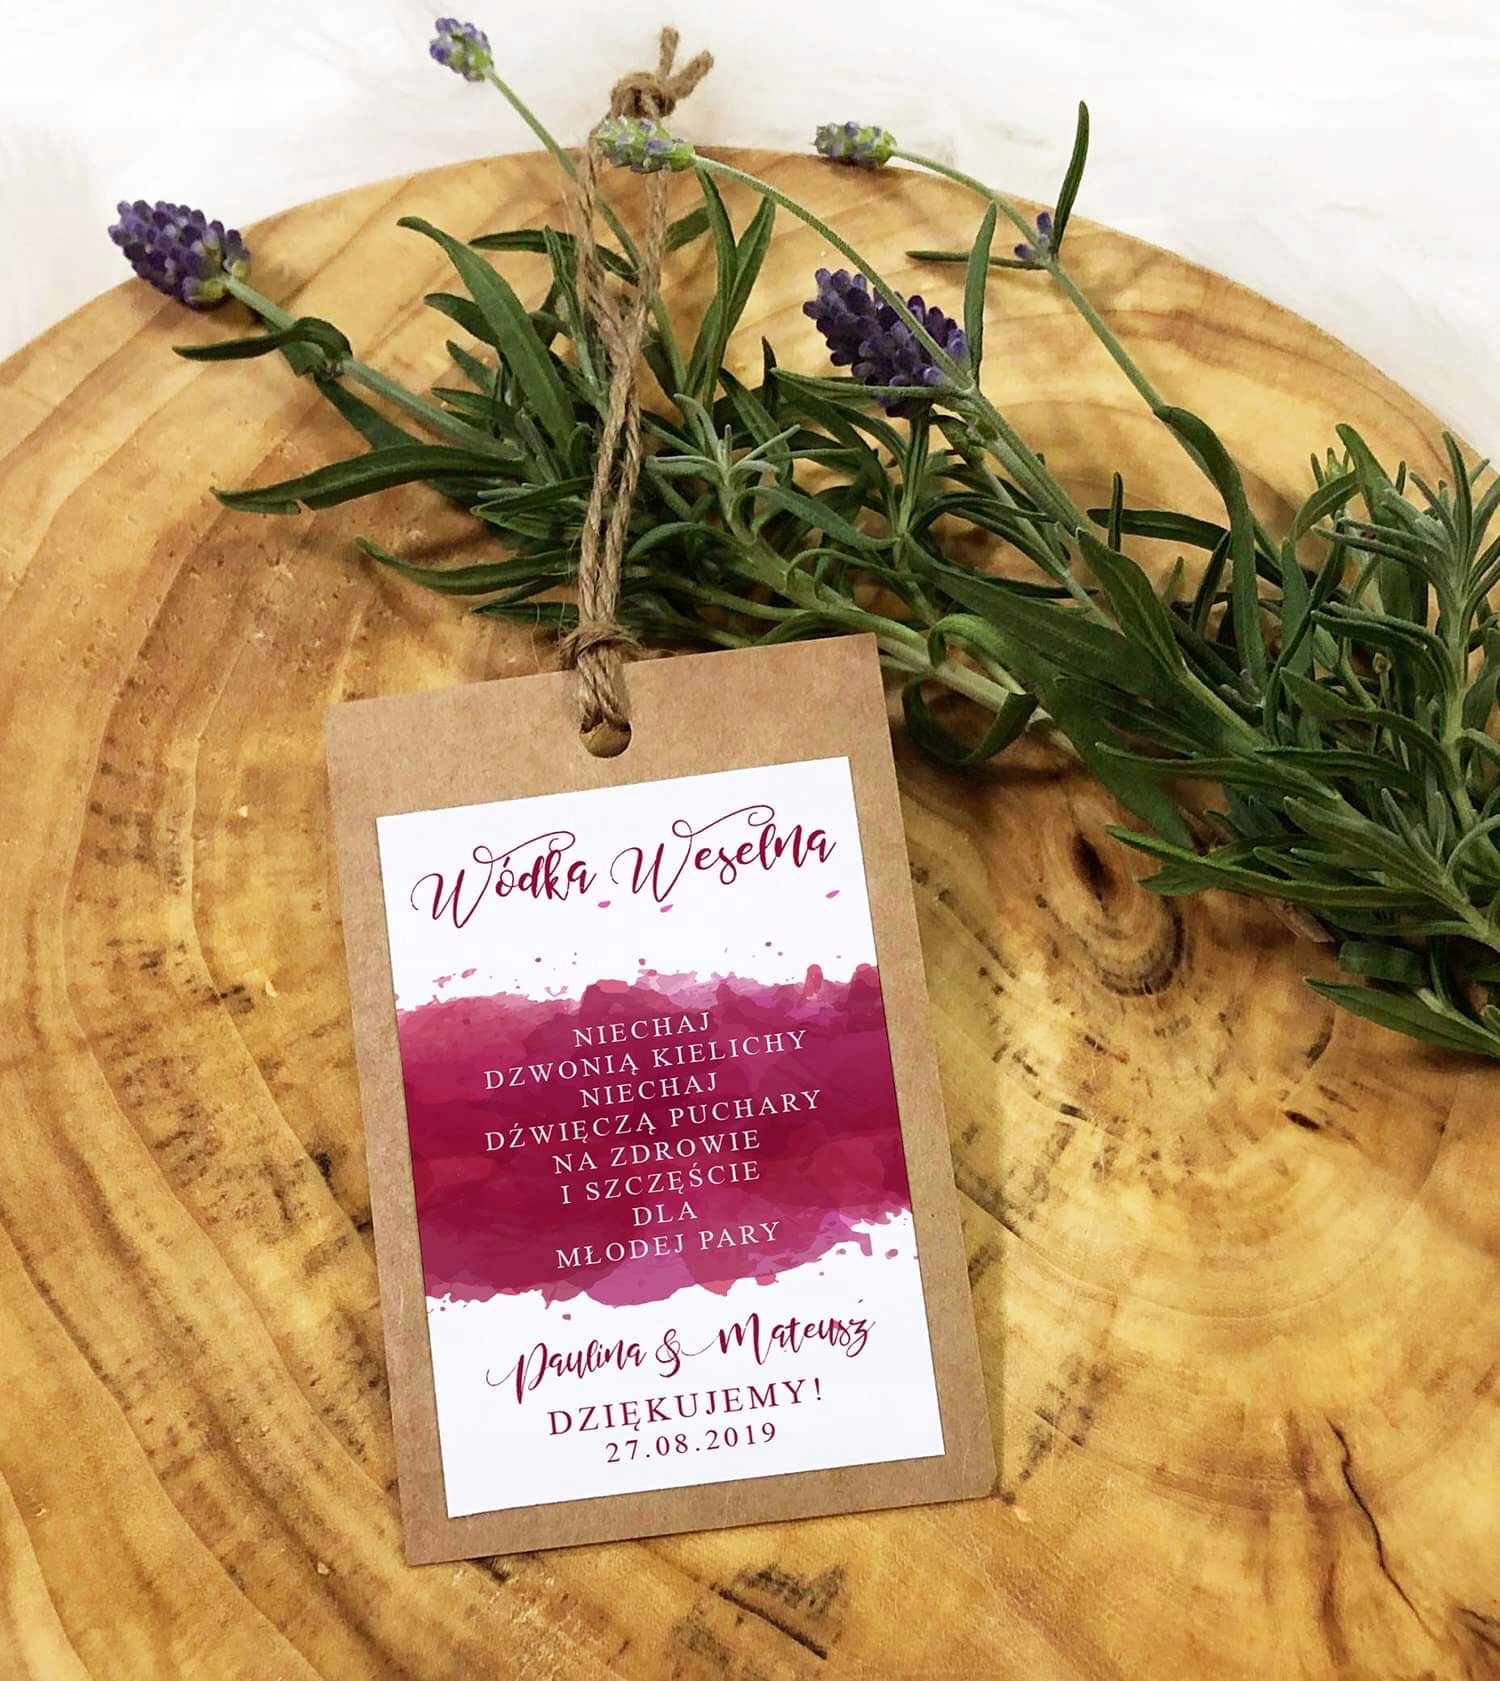 Wódka Weselna
NIECHAJ
DZWONIĄ KIELICHY
NIECHAJ
DŹWIĘCZĄ PUCHARY
NA ZDROWIE
I SZCZĘŚCIE
DLA
MŁODEJ PARY
Paulina & Mateusz
DZIĘKUJEMY!
27.08.2019